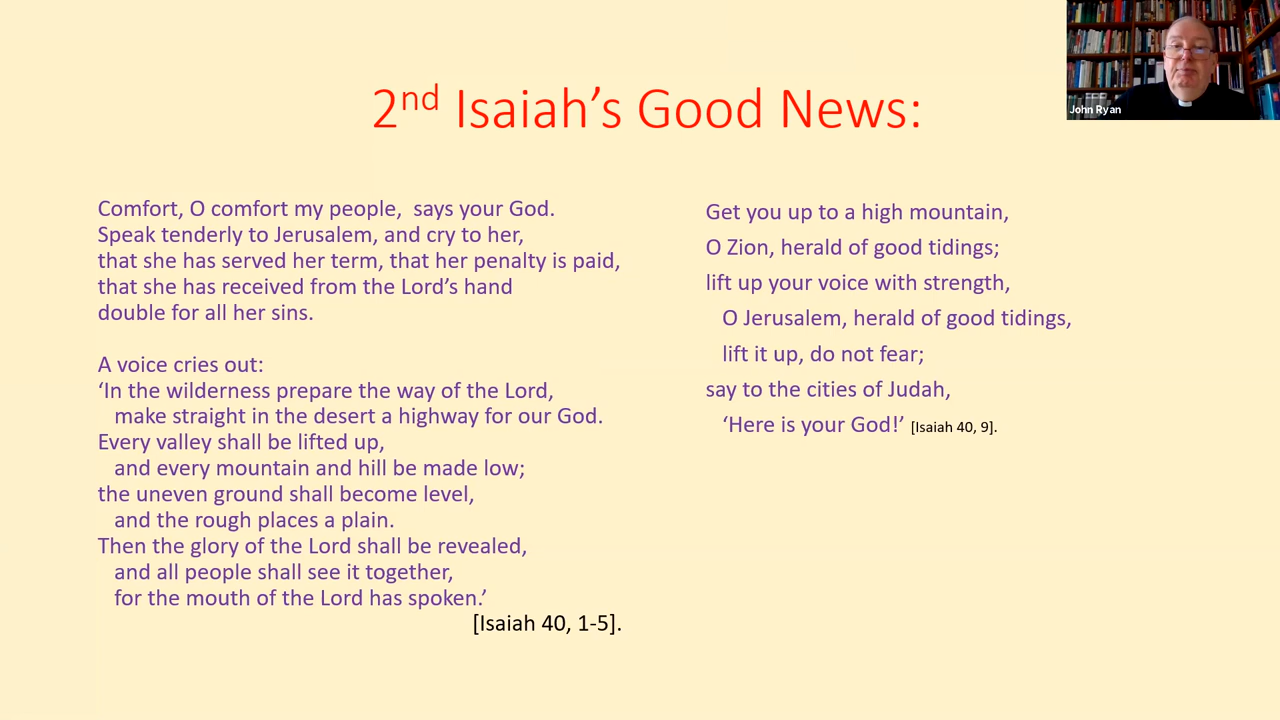 2nd Isaiah’s Good News:
Comfort, O comfort my people,  says your God.
Speak tenderly to Jerusalem, and cry to her,
that she has served her term, that her penalty is paid,
that she has received from the Lord’s hand
double for all her sins.
A voice cries out:
‘In the wilderness prepare the way of the Lord,
make straight in the desert a highway for our God.
Every valley shall be lifted up,
and every mountain and hill be made low;
the uneven ground shall become level,
and the rough places a plain.
Then the glory of the Lord shall be revealed,
and all people shall see it together,
for the mouth of the Lord has spoken.’
[Isaiah 40, 1-5].
Get you up to a high mountain,
O Zion, herald of good tidings;
lift up your voice with strength,
O Jerusalem, herald of good tidings,
lift it up, do not fear;
say to the cities of Judah,
‘Here is your God!’ [Isaiah 40, 9].
John Ryan